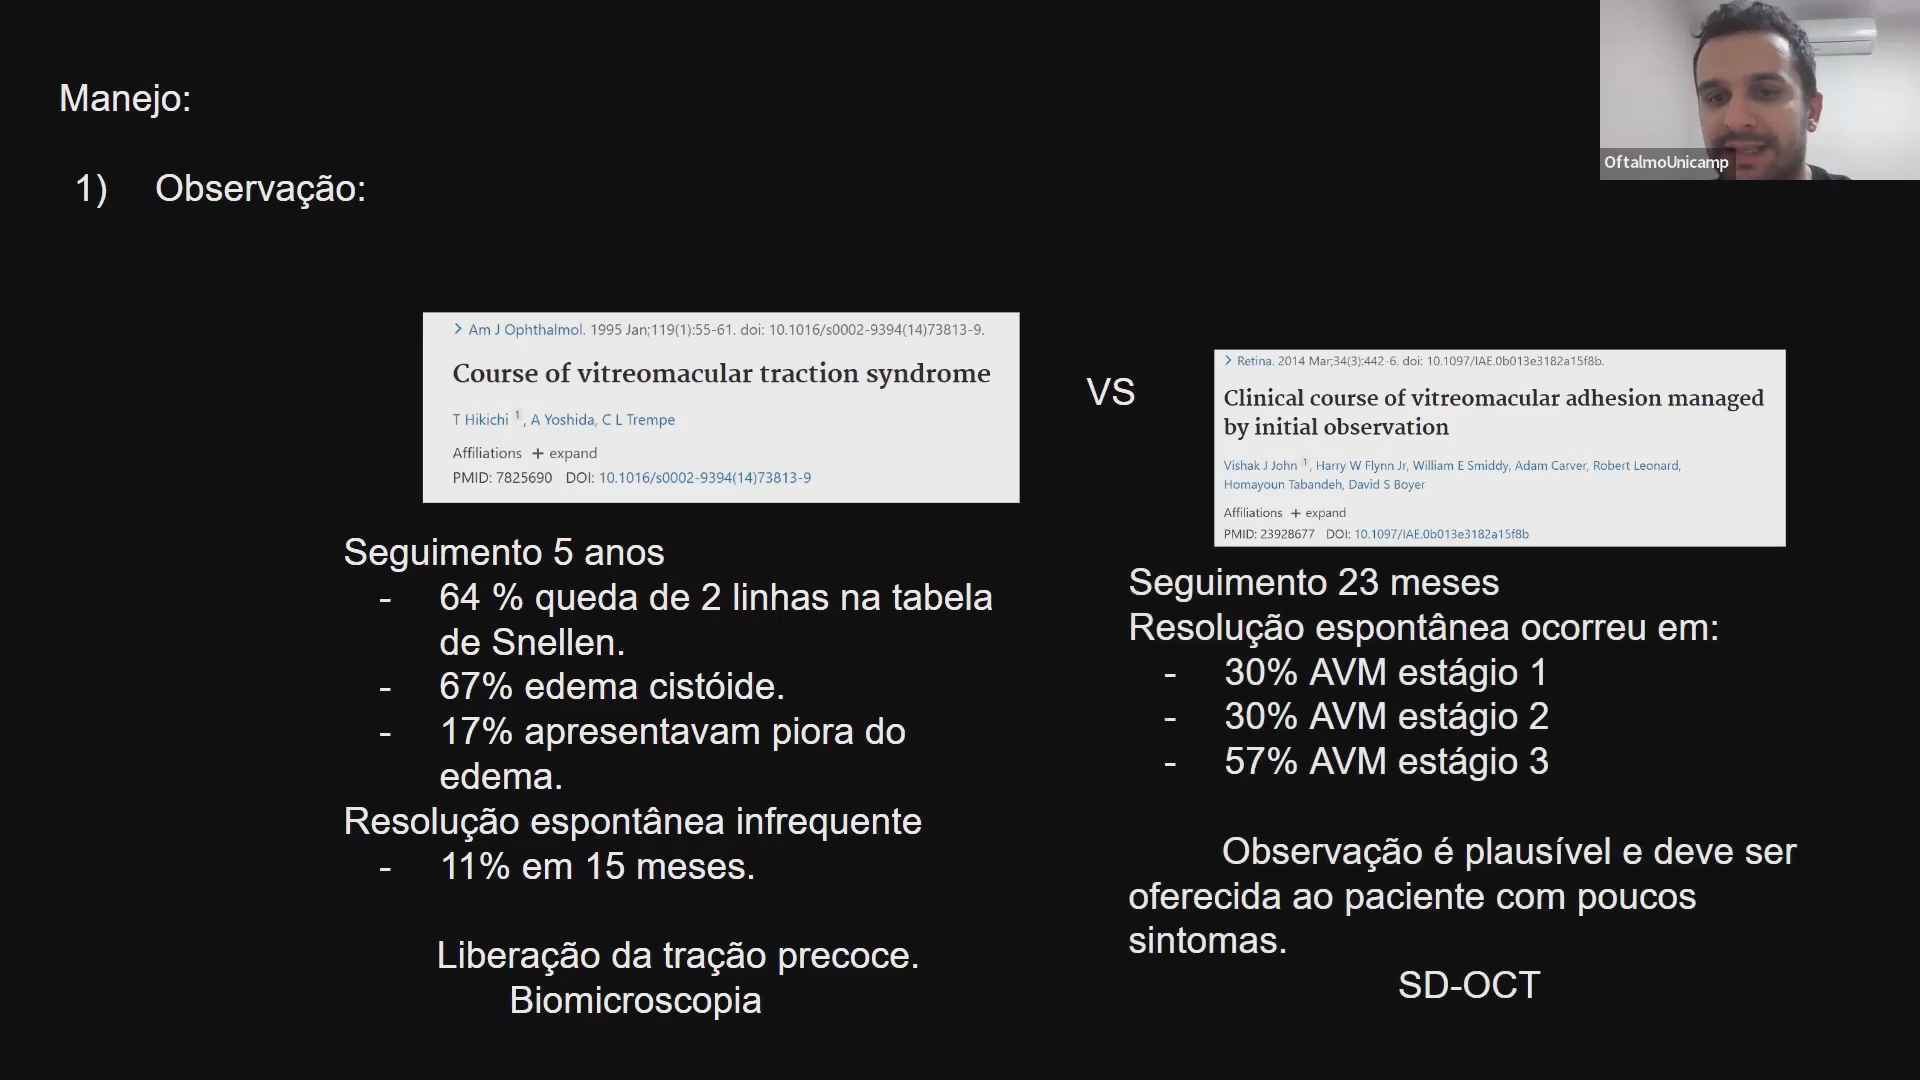 Manejo:
OftalmoUnicamp
1) Observação:
> Am J Ophthalmol. 1995 Jan;119(1):55-61. doi: 10.1016/s0002-9394(14)73813-9.
Course of vitreomacular traction syndrome
T Hikichi 1, A Yoshida, C L Trempe
Affiliations + expand
PMID: 7825690 DOI: 10.1016/s0002-9394(14)73813-9
Seguimento 5 anos
- 64 % queda de 2 linhas na tabela
de Snellen.
- 67% edema cistóide.
- 17% apresentavam piora do
edema.
Resolução espontânea infrequente
- 11% em 15 meses.
Liberação da tração precoce.
Biomicroscopia
VS
> Retina. 2014 Mar;34(3):442-6. doi: 10.1097/IAE.0b013e3182a15f8b.
Clinical course of vitreomacular adhesion managed
by initial observation
Vishak J John 1, Harry W Flynn Jr, William E Smiddy, Adam Carver, Robert Leonard,
Homayoun Tabandeh, David S Boyer
Affiliations + expand
PMID: 23928677 DOI: 10.1097/IAE.0b013e3182a15f8b
Seguimento 23 meses
Resolução espontânea ocorreu em:
- 30% AVM estágio 1
- 30% AVM estágio 2
- 57% AVM estágio 3
Observação é plausível e deve ser
oferecida ao paciente com poucos
sintomas.
SD-OCT